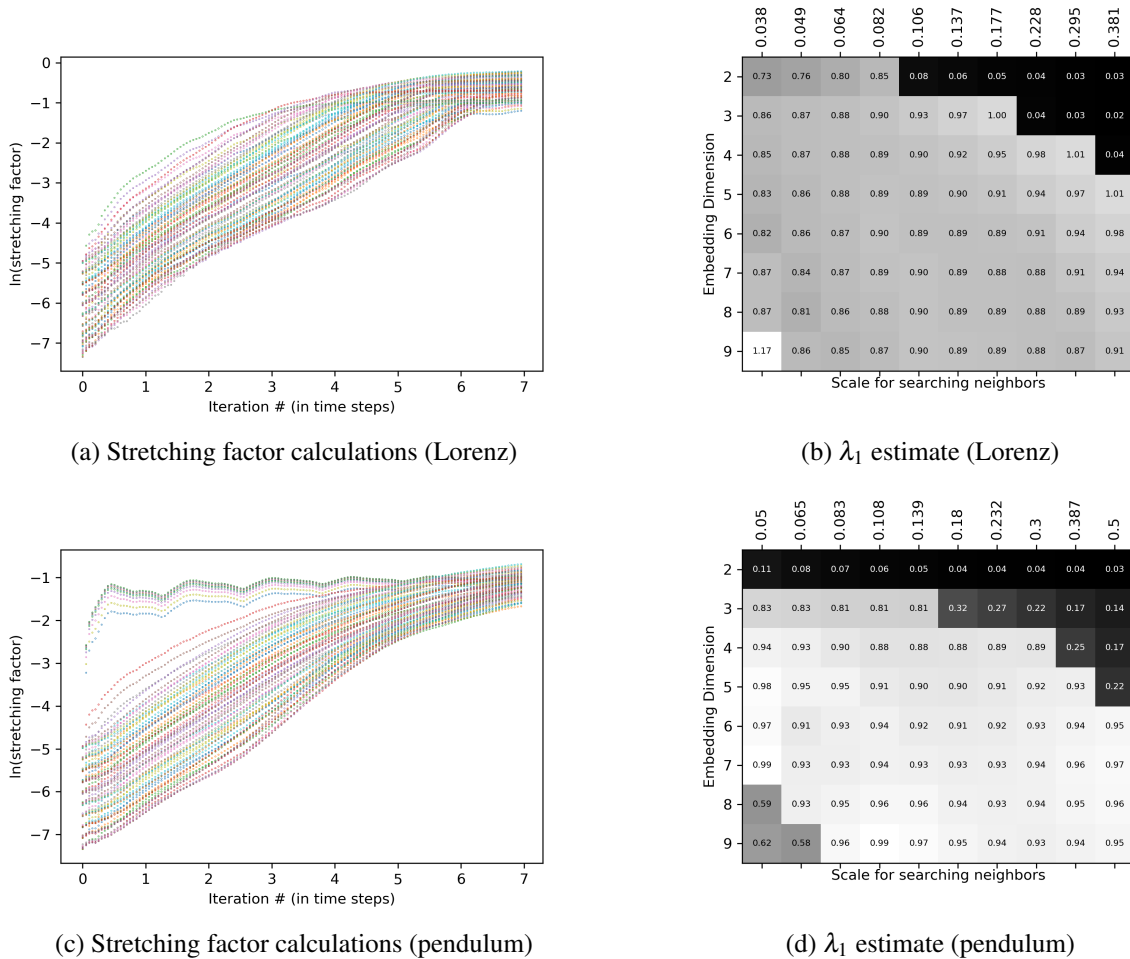 0
−1
−2
−3
−4
−5
−6
−7
ln(stretching factor)
0 1 2 3 4 5 6 7
Iteration # (in time steps)
(a) Stretching factor calculations (Lorenz)
0.038 0.049 0.064 0.082 0.106 0.137 0.177 0.228 0.295 0.381
Embedding Dimension
2 0.73 0.76 0.80 0.85 0.08 0.06 0.05 0.04 0.03 0.03
3 0.86 0.87 0.88 0.90 0.93 0.97 1.00 0.04 0.03 0.02
4 0.85 0.87 0.88 0.89 0.90 0.92 0.95 0.98 1.01 0.04
5 0.83 0.86 0.88 0.89 0.89 0.90 0.91 0.94 0.97 1.01
6 0.82 0.86 0.87 0.90 0.89 0.89 0.89 0.91 0.94 0.98
7 0.87 0.84 0.87 0.89 0.90 0.89 0.88 0.88 0.91 0.94
8 0.87 0.81 0.86 0.88 0.90 0.89 0.89 0.88 0.89 0.93
9 1.17 0.86 0.85 0.87 0.90 0.89 0.89 0.88 0.87 0.91
Scale for searching neighbors
(b) λ₁ estimate (Lorenz)
−1
−2
−3
−4
−5
−6
−7
ln(stretching factor)
0 1 2 3 4 5 6 7
Iteration # (in time steps)
(c) Stretching factor calculations (pendulum)
0.05 0.065 0.083 0.108 0.139 0.18 0.232 0.3 0.387 0.5
Embedding Dimension
2 0.11 0.08 0.07 0.06 0.05 0.04 0.04 0.04 0.04 0.03
3 0.83 0.83 0.81 0.81 0.81 0.32 0.27 0.22 0.17 0.14
4 0.94 0.93 0.90 0.88 0.88 0.88 0.89 0.89 0.25 0.17
5 0.98 0.95 0.95 0.91 0.90 0.90 0.91 0.92 0.93 0.22
6 0.97 0.91 0.93 0.94 0.92 0.91 0.92 0.93 0.94 0.95
7 0.99 0.93 0.93 0.94 0.93 0.93 0.93 0.94 0.96 0.97
8 0.59 0.93 0.95 0.96 0.96 0.94 0.93 0.94 0.95 0.96
9 0.62 0.58 0.96 0.99 0.97 0.95 0.94 0.93 0.94 0.95
Scale for searching neighbors
(d) λ₁ estimate (pendulum)